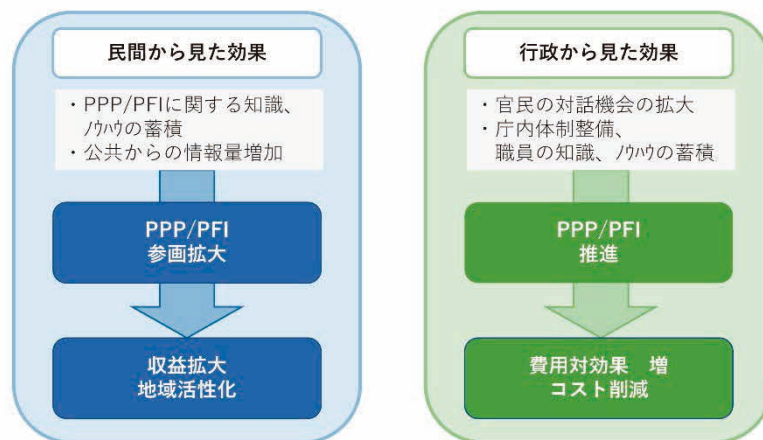 民間から見た効果
・PPP/PFIに関する知識、
ﾉｳﾊｳの蓄積
・公共からの情報量増加
PPP/PFI
参画拡大
収益拡大
地域活性化
行政から見た効果
・官民の対話機会の拡大
・庁内体制整備、
職員の知識、ﾉｳﾊｳの蓄積
PPP/PFI
推進
費用対効果　増
コスト削減